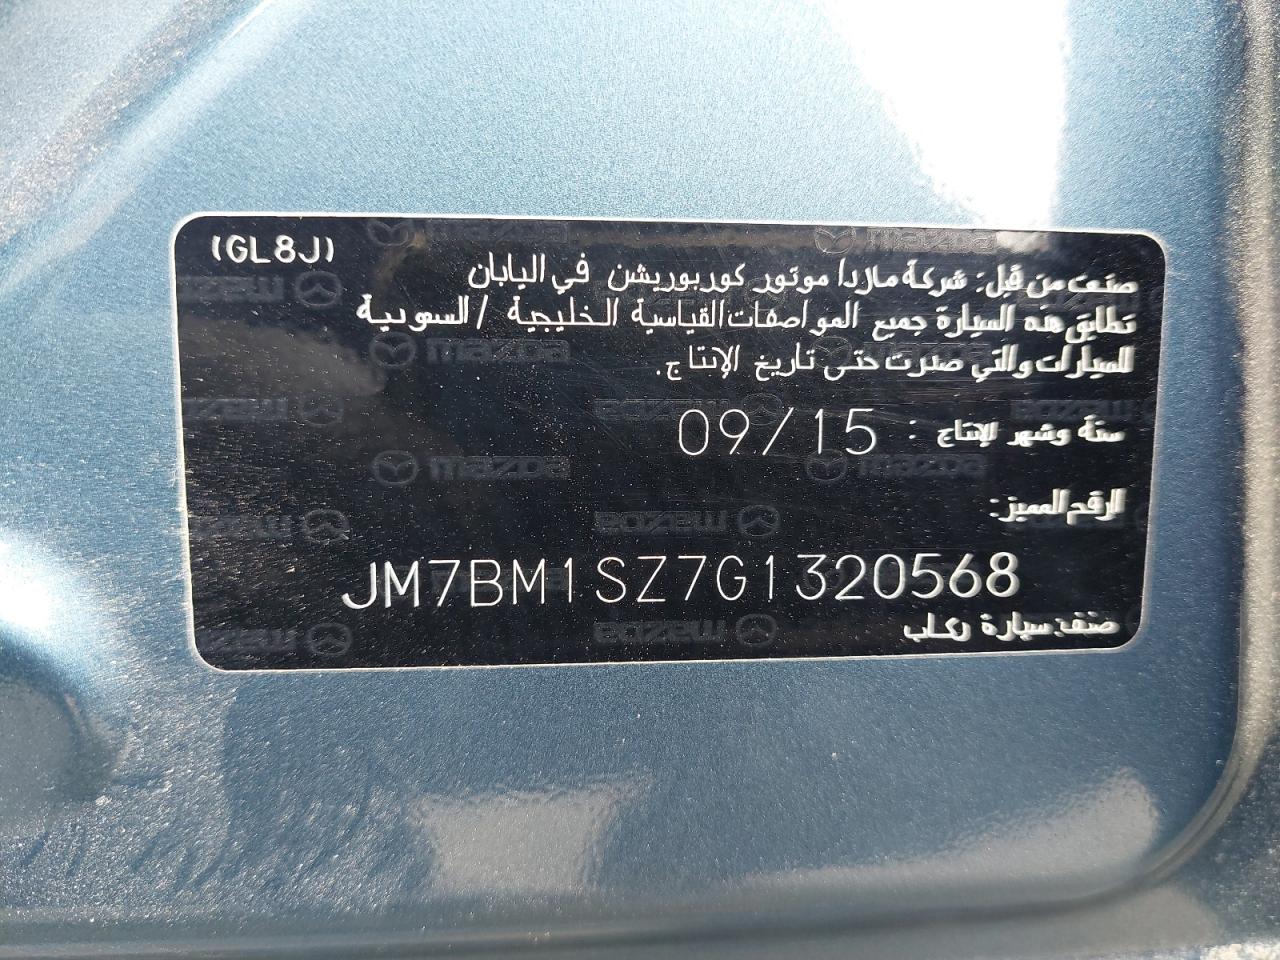 (GL8J)
صنعت من قبل: شركة مازدا موتور كوربوريشن في اليابان
تطابق هذه السيارة جميع المواصفات القياسية الخليجية / السعودية
للسيارات والتي صدرت حتى تاريخ الإنتاج.
سنة وشهر الإنتاج : 09/15
الرقم المميز:
JM7BM1SZ7G1320568
صنف: سيارة ركاب